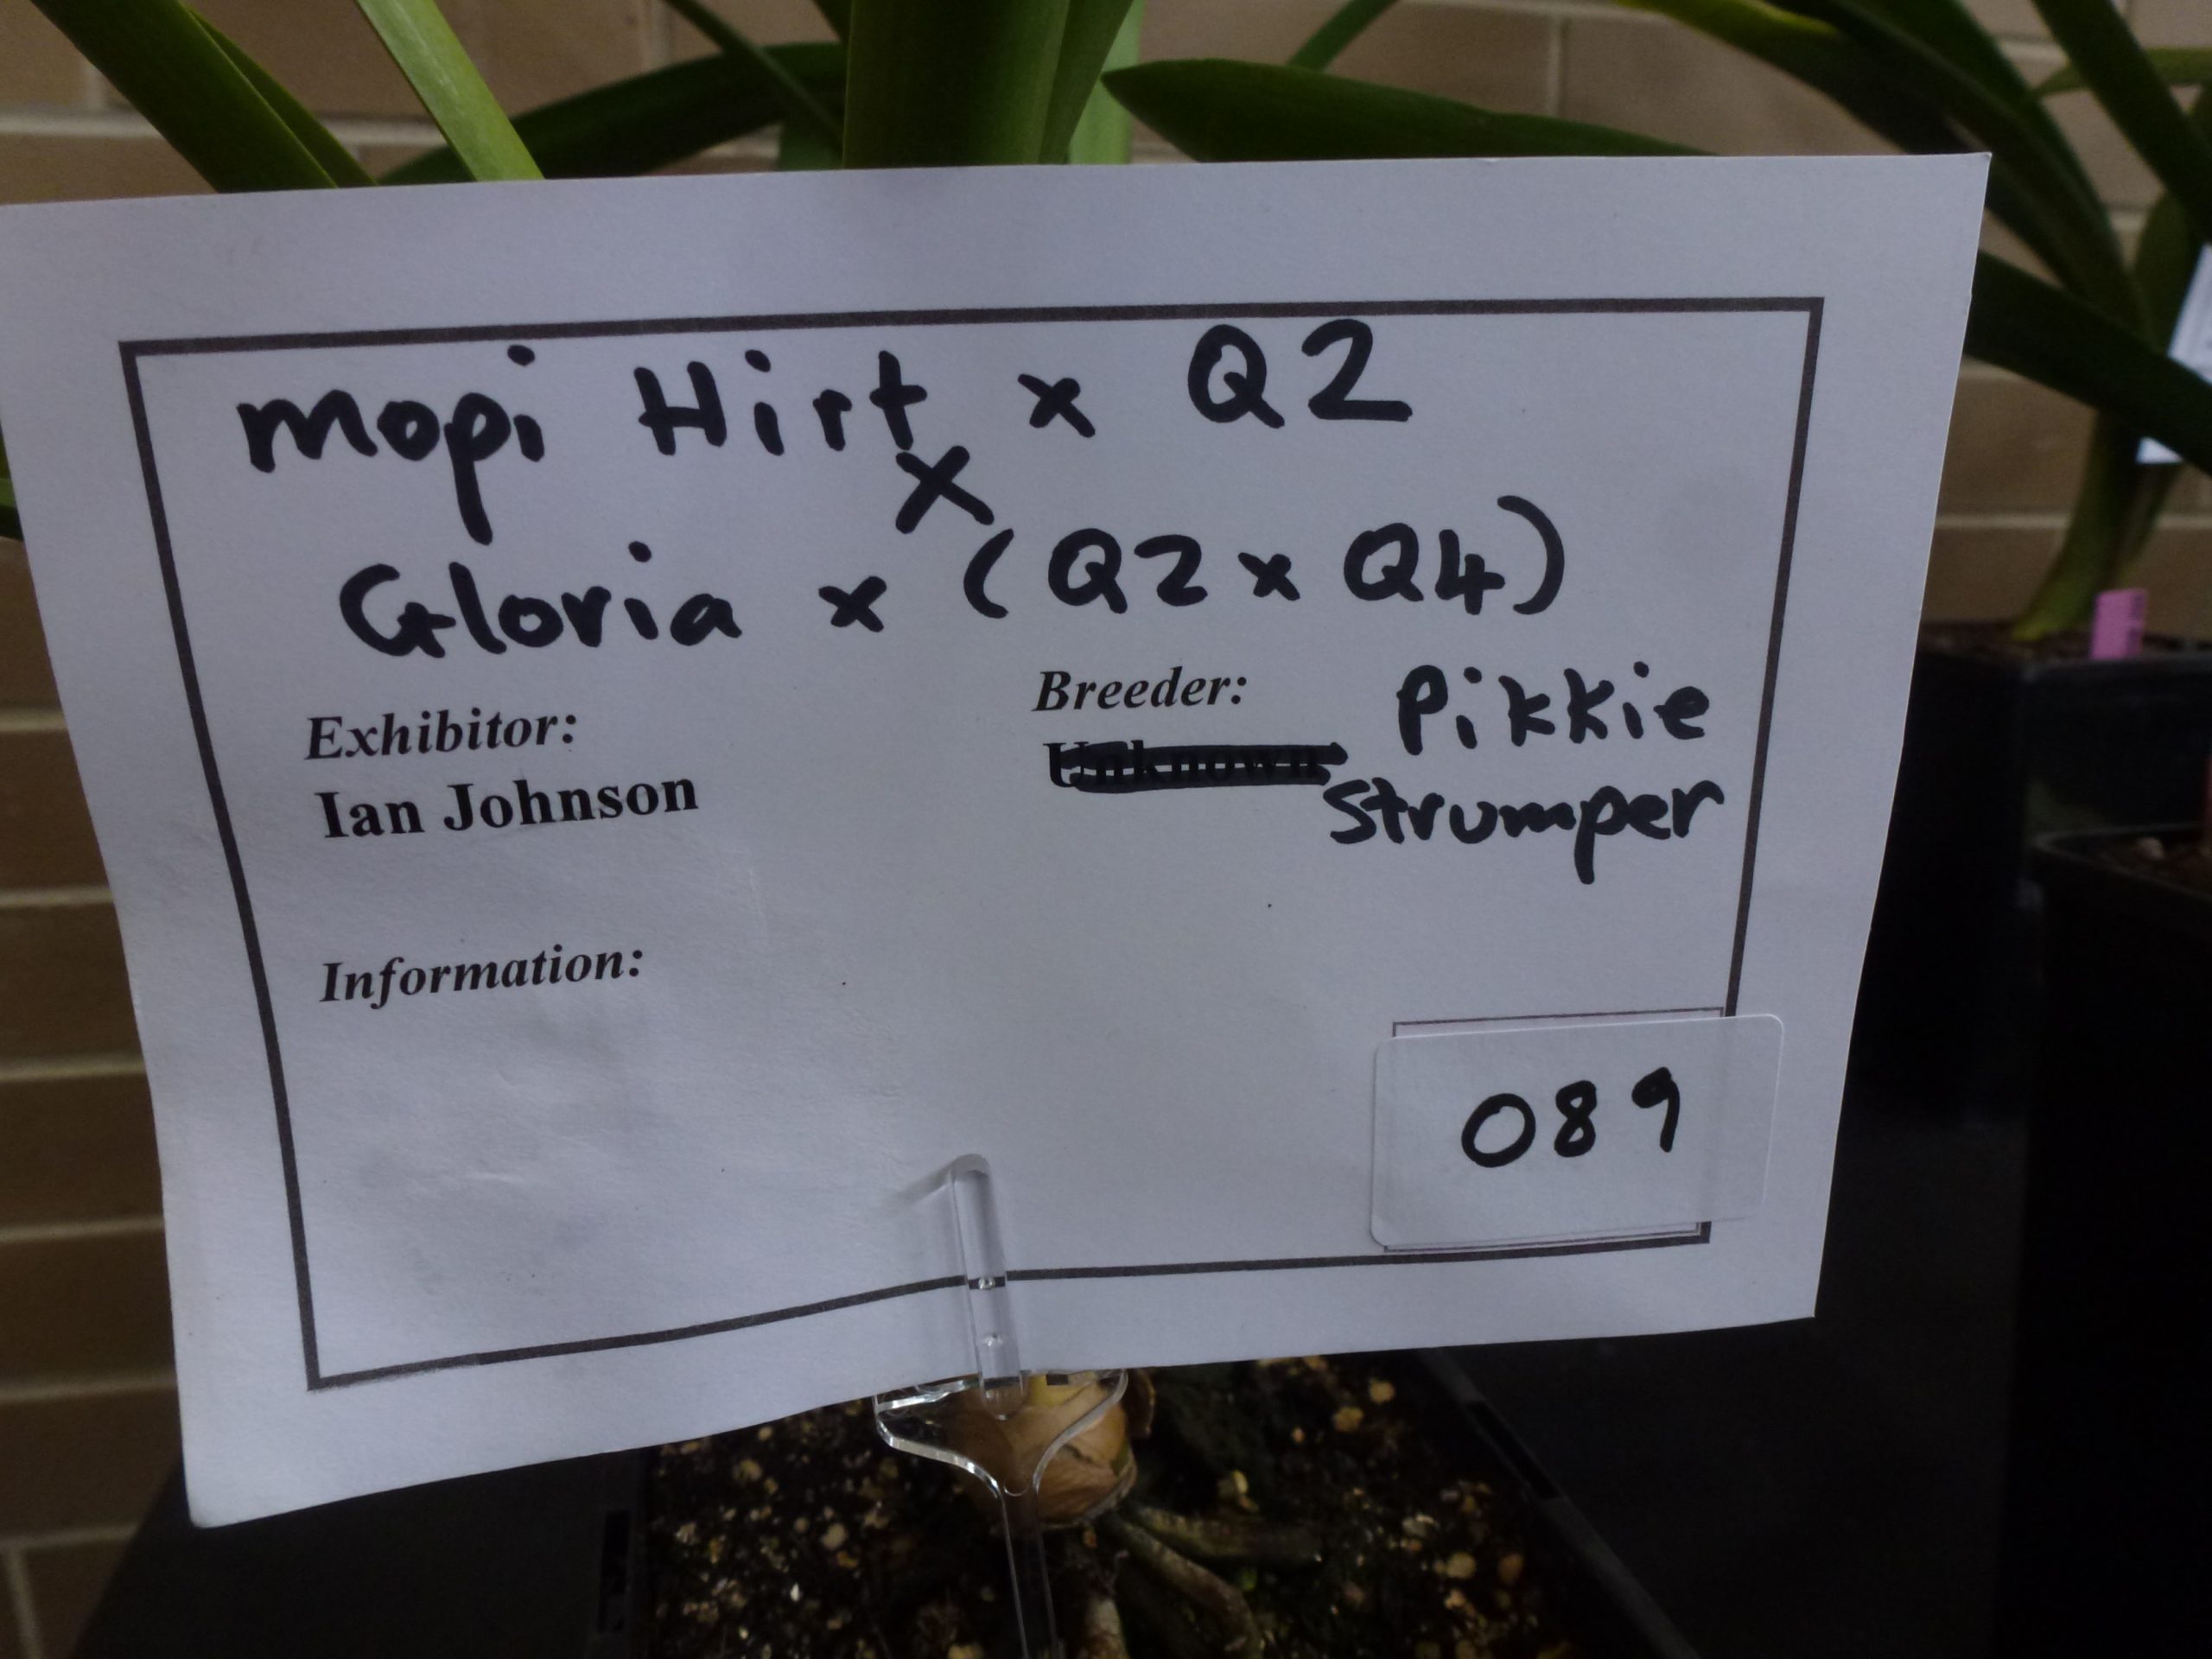 mopi Hirt x Q2
x
Gloria x (Q2 x Q4)
Exhibitor:
Ian Johnson
Breeder:
Unknown
Pikkie
Strumper
Information:
089